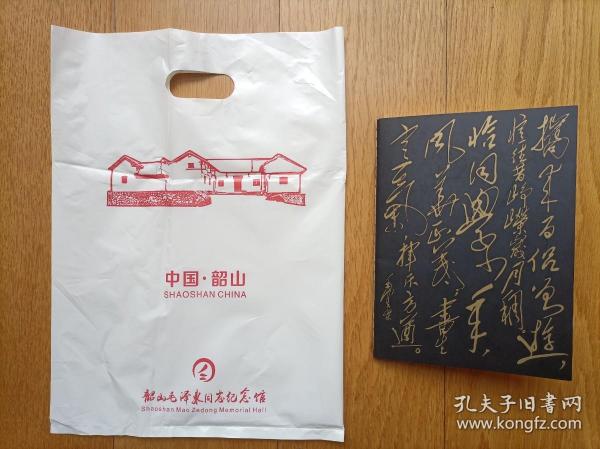 中国·韶山
SHAOSHAN CHINA
韶山毛泽东同志纪念馆
Shaoshan Mao Zedong Memorial Hall
携来百侣曾游,
忆往昔峥嵘岁月稠
恰同学少年,
风华正茂;书生
意气,挥斥方遒。
毛泽东
孔夫子旧书网
www.kongfz.com